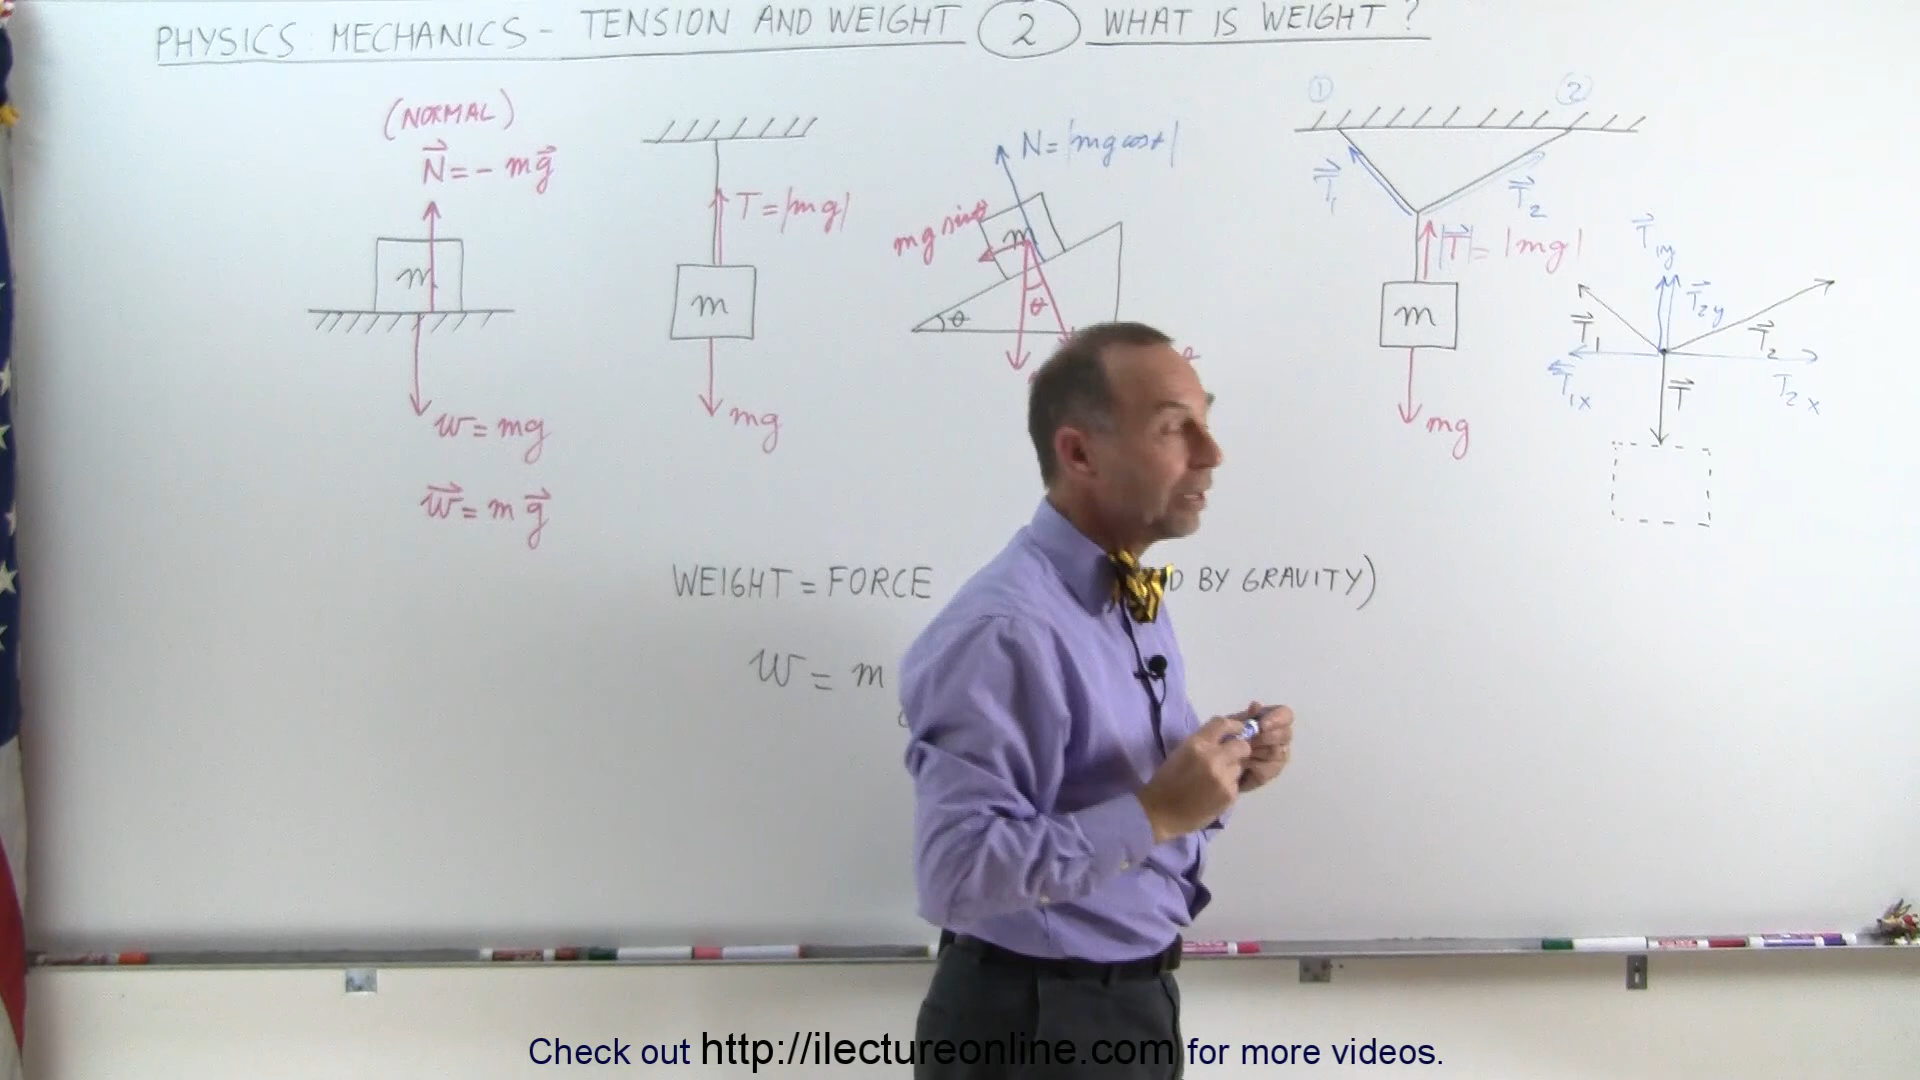 PHYSICS MECHANICS - TENSION AND WEIGHT ② WHAT IS WEIGHT?
(NORMAL)
N⃗ = - mg⃗
m
w = mg
w⃗ = m g⃗
T = |mg|
m
mg
N = |mg cosθ|
mg sinθ
m
θ
θ
①
②
T⃗₁
T⃗₂
|T⃗| = |mg|
m
mg
T⃗₁y
T⃗₂y
T⃗₁
T⃗₂
T⃗₁x
T₂x
T⃗
WEIGHT = FORCE
BY GRAVITY)
w = m
Check out http://ilectureonline.com for more videos.